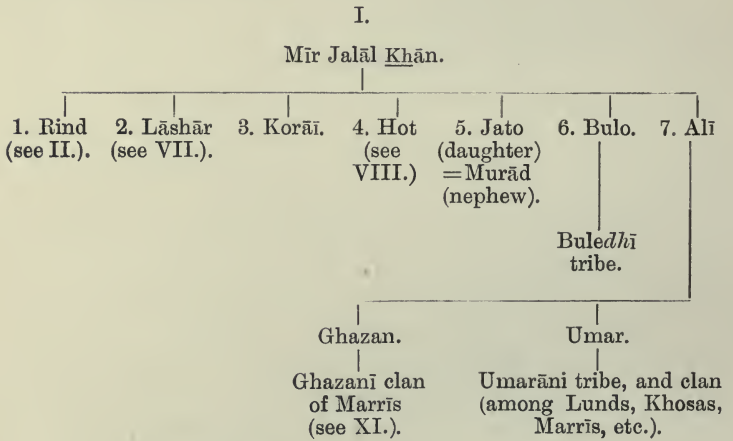 I.
Mīr Jalāl Khān.
1. Rind 2. Lāshār 3. Korāī. 4. Hot 5. Jato 6. Bulo. 7. Alī
(see II.). (see VII.). (see (daughter)
VIII.) =Murād
(nephew).
Buledhī
tribe.
Ghazan. Umar.
Ghazanī clan Umarāni tribe, and clan
of Marrīs (among Lunds, Khosas,
(see XI.). Marrīs, etc.).